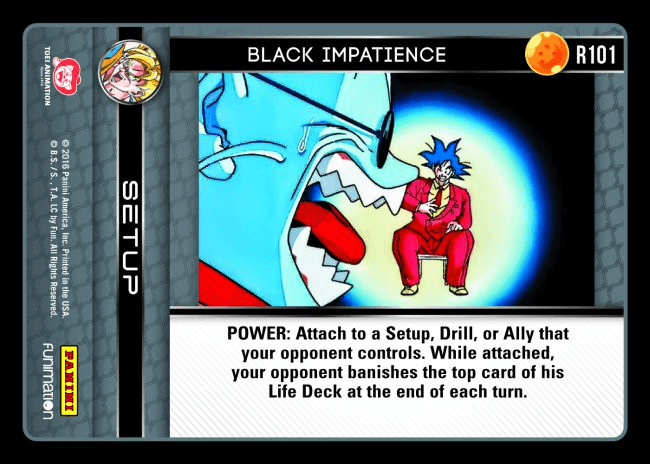 BLACK IMPATIENCE
R101
SETUP
POWER: Attach to a Setup, Drill, or Ally that
your opponent controls. While attached,
your opponent banishes the top card of his
Life Deck at the end of each turn.
TOEI ANIMATION
© 2016 Panini America, Inc. Printed in the USA.
© B.S./ S., T.A. LC by Fun. All Rights Reserved.
PANINI
FUNIMATION